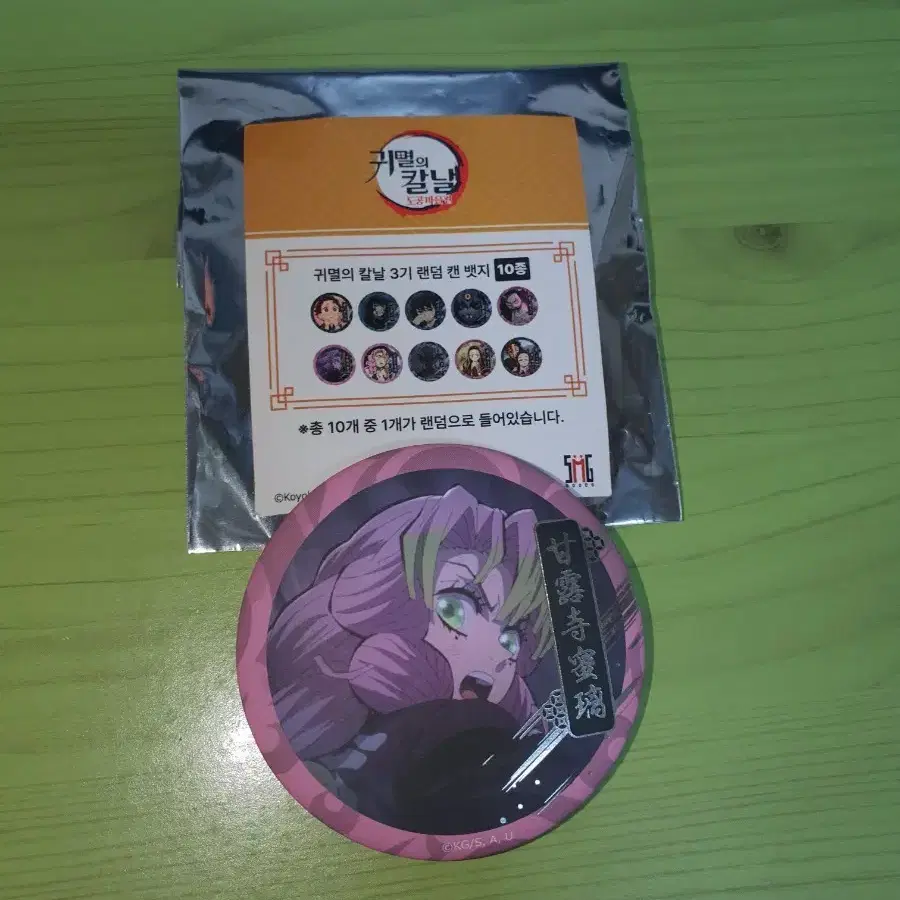 귀멸의
칼날
도공 마을편
귀멸의 칼날 3기 랜덤 캔 뱃지 10종
※총 10개 중 1개가 랜덤으로 들어있습니다.
SMG
GOODS
甘露寺蜜璃
©KG/S, A, U